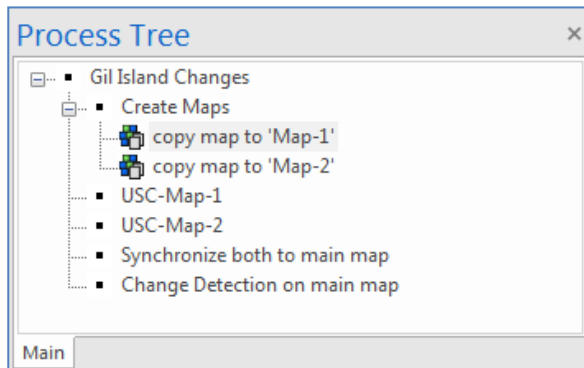 Process Tree
Gil Island Changes
Create Maps
copy map to 'Map-1'
copy map to 'Map-2'
USC-Map-1
USC-Map-2
Synchronize both to main map
Change Detection on main map
Main